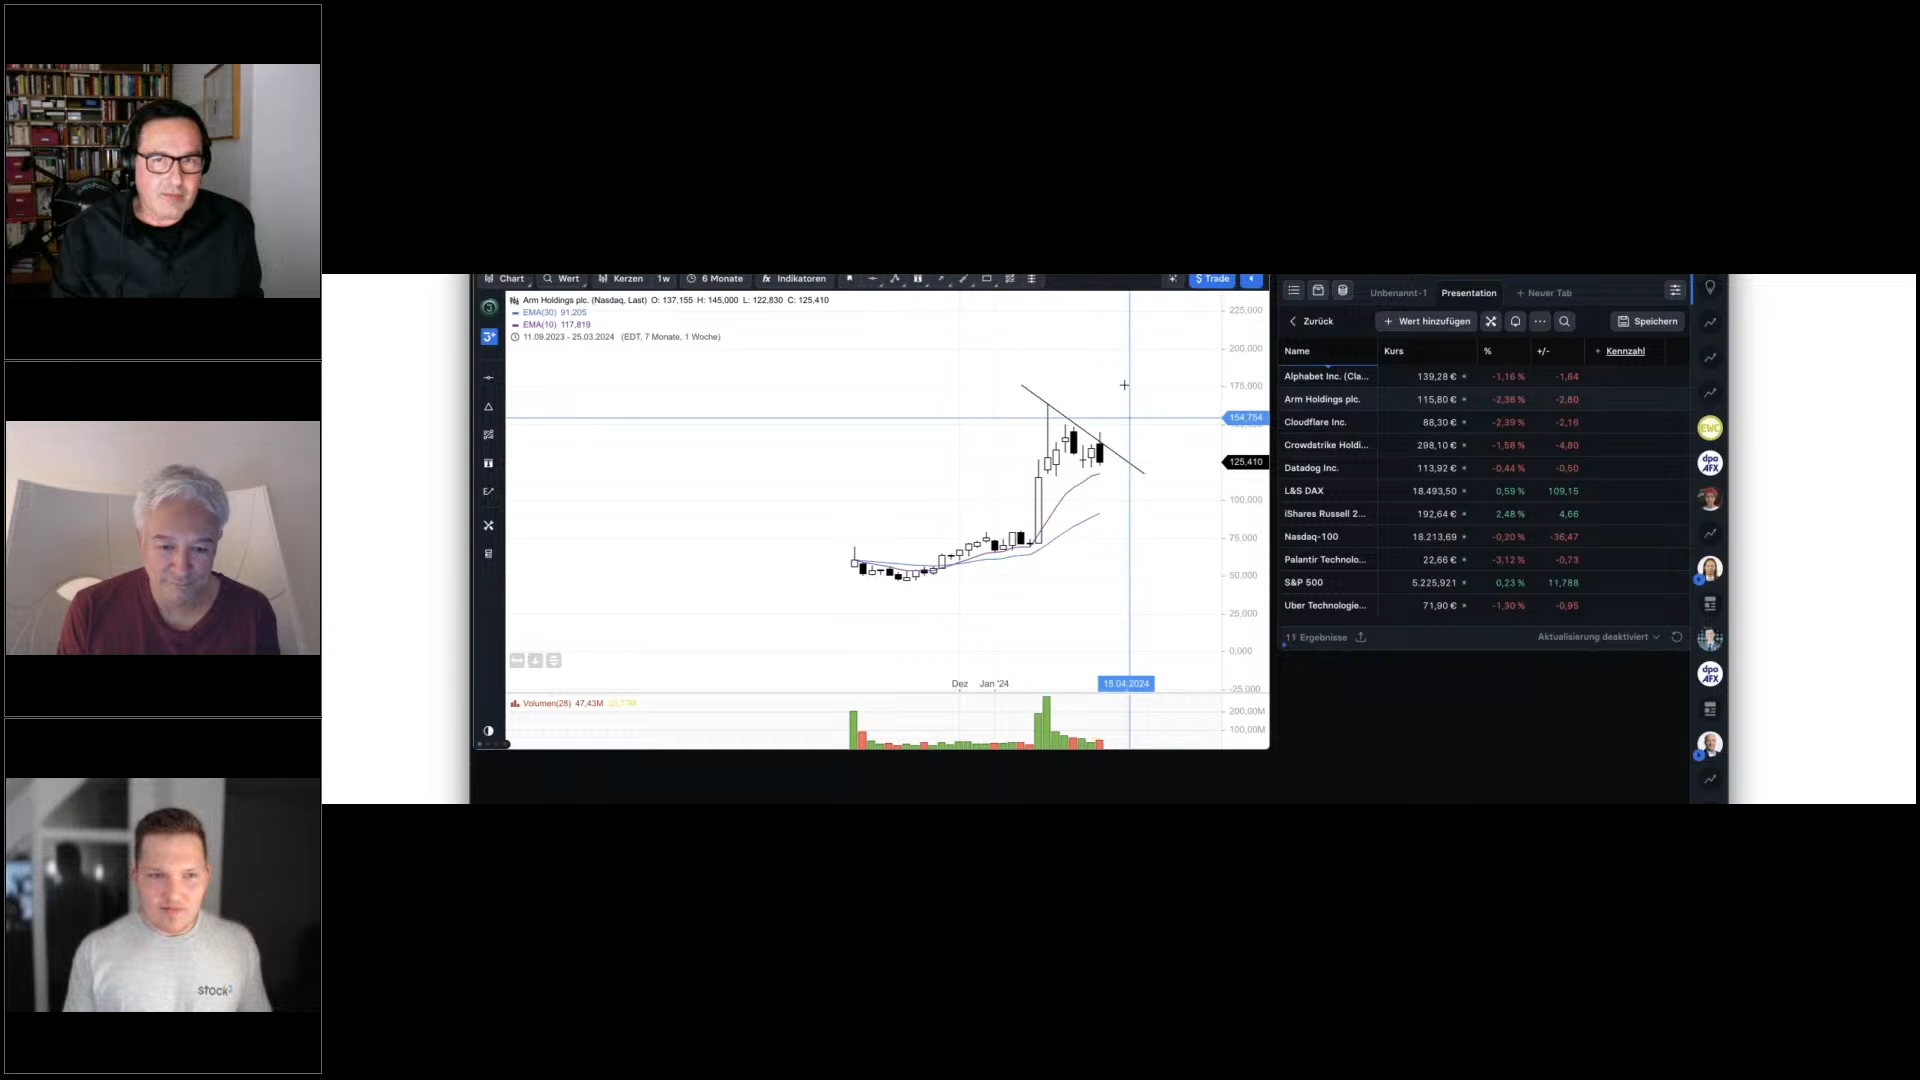 Chart
Wert
Kerzen
1w
6 Monate
fx Indikatoren
$ Trade
Arm Holdings plc. (Nasdaq, Last) O: 137,155 H: 145,000 L: 122,830 C: 125,410
EMA(30) 91,205
EMA(10) 117,819
11.09.2023 - 25.03.2024 (EDT, 7 Monate, 1 Woche)
225,000
200,000
175,000
154,754
125,410
100,000
75,000
50,000
25,000
0,000
-25,000
Dez
Jan '24
15.04.2024
Volumen(28) 47,43M
200,00M
100,00M
Unbenannt-1
Presentation
+ Neuer Tab
Zurück
+ Wert hinzufügen
Speichern
Name Kurs % +/- + Kennzahl
Alphabet Inc. (Cla... 139,28 € -1,16 % -1,64
Arm Holdings plc. 115,80 € -2,36 % -2,80
Cloudflare Inc. 88,30 € -2,39 % -2,16
Crowdstrike Holdi... 298,10 € -1,58 % -4,80
Datadog Inc. 113,92 € -0,44 % -0,50
L&S DAX 18.493,50 0,59 % 109,15
iShares Russell 2... 192,64 € 2,48 % 4,66
Nasdaq-100 18.213,69 -0,20 % -36,47
Palantir Technolo... 22,66 € -3,12 % -0,73
S&P 500 5.225,921 0,23 % 11,788
Uber Technologie... 71,90 € -1,30 % -0,95
11 Ergebnisse
Aktualisierung deaktiviert
EWC
dpa
AFX
dpa
AFX
stock3